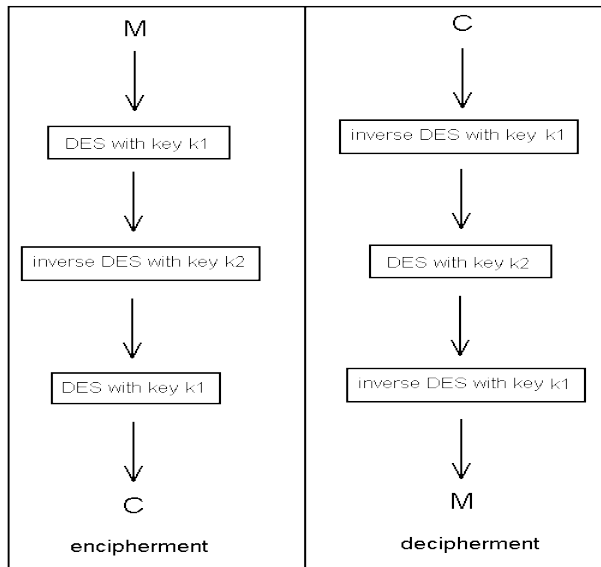 M
DES with key k1
inverse DES with key k2
DES with key k1
C
encipherment
C
inverse DES with key k1
DES with key k2
inverse DES with key k1
M
decipherment